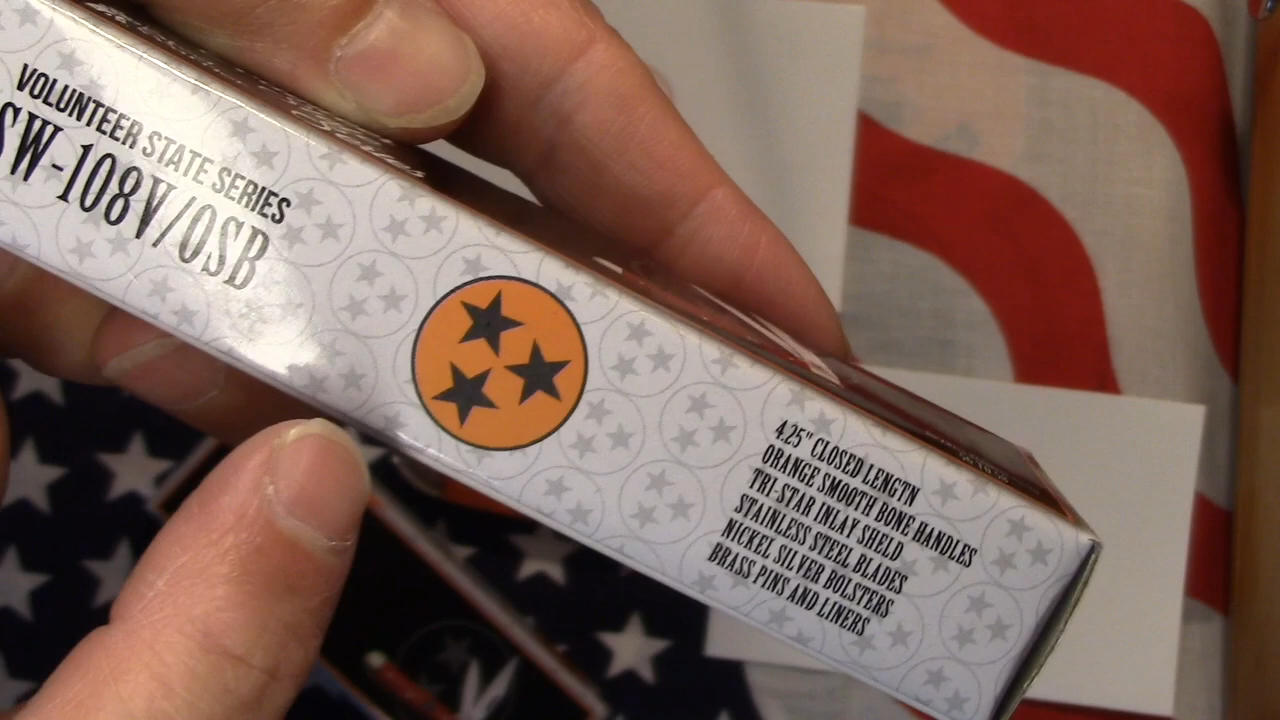 VOLUNTEER STATE SERIES
SW-108V/OSB
4.25" CLOSED LENGTN
ORANGE SMOOTH BONE HANDLES
TRI-STAR INLAY SHELD
STAINLESS STEEL BLADES
NICKEL SILVER BOLSTERS
BRASS PINS AND LINERS